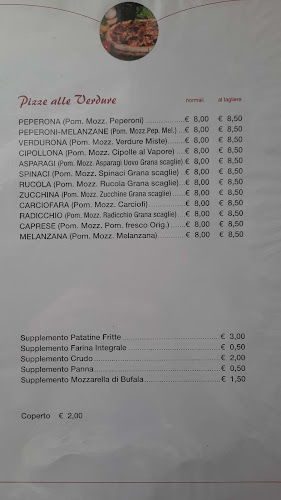 Pizze alle Verdure normali al tagliere
PEPERONA (Pom. Mozz. Peperoni) € 8,00 € 8,50
PEPERONI-MELANZANE (Pom. Mozz.Pep. Mel.) € 8,00 € 8,50
VERDURONA (Pom. Mozz. Verdure Miste) € 8,00 € 8,50
CIPOLLONA (Pom. Mozz. Cipolle al Vapore) € 8,00 € 8,50
ASPARAGI (Pom. Mozz. Asparagi Uovo Grana scaglie) € 8,00 € 8,50
SPINACI (Pom. Mozz. Spinaci Grana scaglie) € 8,00 € 8,50
RUCOLA (Pom. Mozz. Rucola Grana scaglie) € 8,00 € 8,50
ZUCCHINA (Pom. Mozz. Zucchine Grana scaglie) € 8,00 € 8,50
CARCIOFARA (Pom. Mozz. Carciofi) € 8,00 € 8,50
RADICCHIO (Pom. Mozz. Radicchio Grana scaglie) € 8,00 € 8,50
CAPRESE (Pom. Mozz. Pom. fresco Orig.) € 8,00 € 8,50
MELANZANA (Pom. Mozz. Melanzana) € 8,00 € 8,50
Supplemento Patatine Fritte € 3,00
Supplemento Farina Integrale € 0,50
Supplemento Crudo € 2,00
Supplemento Panna € 0,50
Supplemento Mozzarella di Bufala € 1,50
Coperto € 2,00